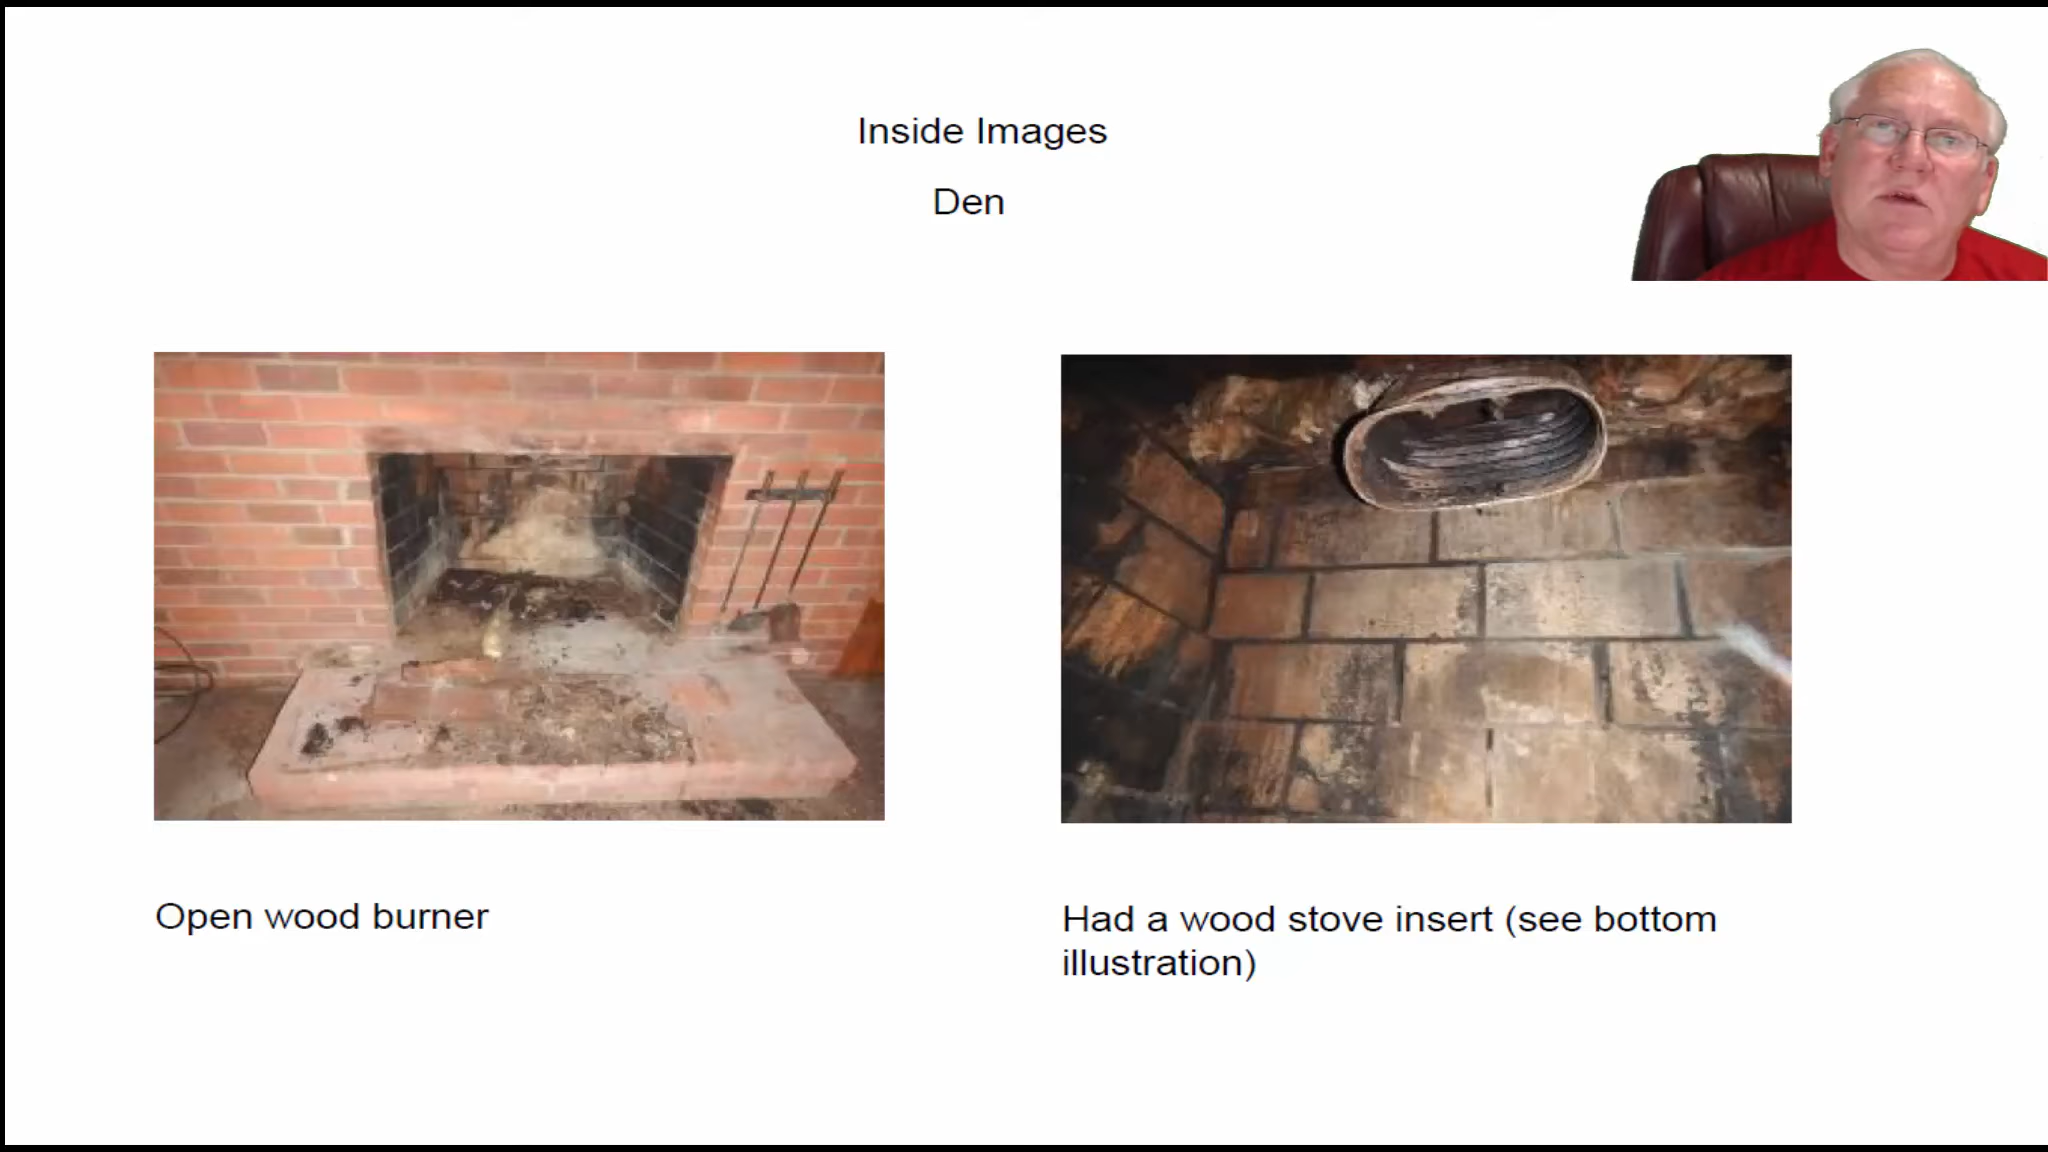 Inside Images
Den
Open wood burner
Had a wood stove insert (see bottom
illustration)